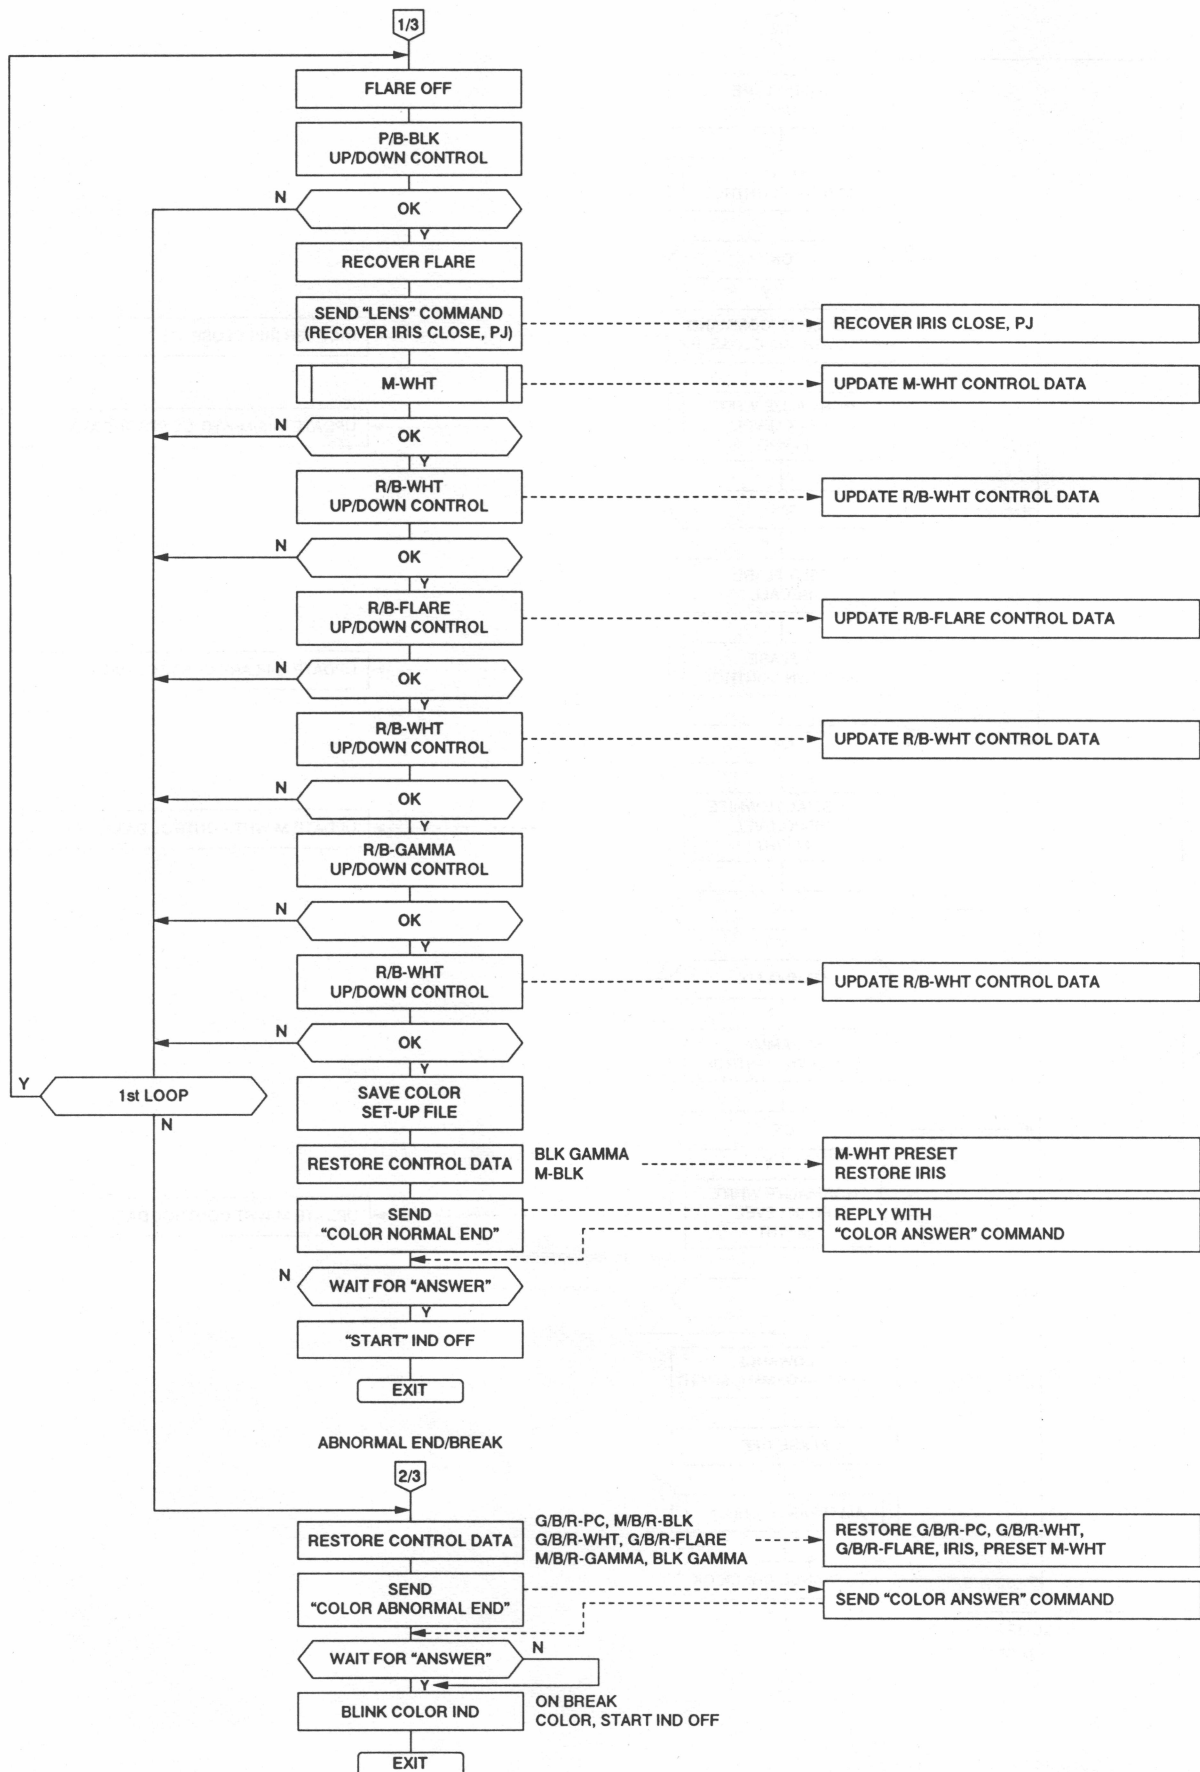 1/3
FLARE OFF
P/B-BLK
UP/DOWN CONTROL
N
OK
Y
RECOVER FLARE
SEND “LENS” COMMAND
(RECOVER IRIS CLOSE, PJ)
RECOVER IRIS CLOSE, PJ
M-WHT
UPDATE M-WHT CONTROL DATA
N
OK
Y
R/B-WHT
UP/DOWN CONTROL
UPDATE R/B-WHT CONTROL DATA
N
OK
Y
R/B-FLARE
UP/DOWN CONTROL
UPDATE R/B-FLARE CONTROL DATA
N
OK
Y
R/B-WHT
UP/DOWN CONTROL
UPDATE R/B-WHT CONTROL DATA
N
OK
Y
R/B-GAMMA
UP/DOWN CONTROL
N
OK
Y
R/B-WHT
UP/DOWN CONTROL
UPDATE R/B-WHT CONTROL DATA
N
OK
Y
Y
1st LOOP
N
SAVE COLOR
SET-UP FILE
RESTORE CONTROL DATA
BLK GAMMA
M-BLK
M-WHT PRESET
RESTORE IRIS
SEND
“COLOR NORMAL END”
REPLY WITH
“COLOR ANSWER” COMMAND
N
WAIT FOR “ANSWER”
Y
“START” IND OFF
EXIT
ABNORMAL END/BREAK
2/3
RESTORE CONTROL DATA
G/B/R-PC, M/B/R-BLK
G/B/R-WHT, G/B/R-FLARE
M/B/R-GAMMA, BLK GAMMA
RESTORE G/B/R-PC, G/B/R-WHT,
G/B/R-FLARE, IRIS, PRESET M-WHT
SEND
“COLOR ABNORMAL END”
SEND “COLOR ANSWER” COMMAND
WAIT FOR “ANSWER”
N
Y
BLINK COLOR IND
ON BREAK
COLOR, START IND OFF
EXIT